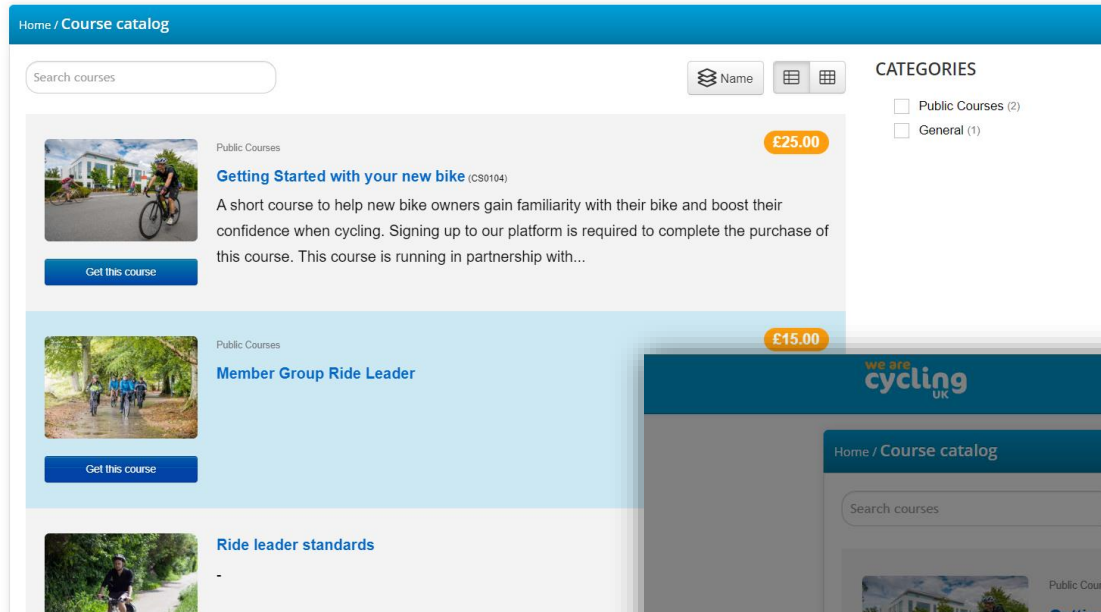 Home / Course catalog
Search courses
Name
CATEGORIES
Public Courses (2)
General (1)
£25.00
Public Courses
Getting Started with your new bike (CS0104)
A short course to help new bike owners gain familiarity with their bike and boost their
confidence when cycling. Signing up to our platform is required to complete the purchase of
this course. This course is running in partnership with...
Get this course
£15.00
Public Courses
Member Group Ride Leader
Get this course
Ride leader standards
-
we are
cycling
UK
Home / Course catalog
Search courses
Public